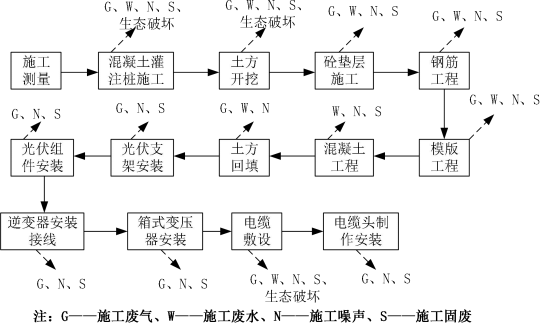 G、W、N、S、
生态破坏
G、W、N、S、
生态破坏
G、W、N、S
G、W、N、S
施工
测量
混凝土灌
注桩施工
土方
开挖
砼垫层
施工
钢筋
工程
G、W、N、S
G、N、S
G、N、S
G、W、N
W、N、S
光伏组
件安装
光伏支
架安装
土方
回填
混凝土
工程
模版
工程
逆变器安装
接线
箱式变压
器安装
电缆
敷设
电缆头制
作安装
G、N、S
G、N、S
G、W、N、S、
生态破坏
G、N、S
注：G——施工废气、W——施工废水、N——施工噪声、S——施工固废